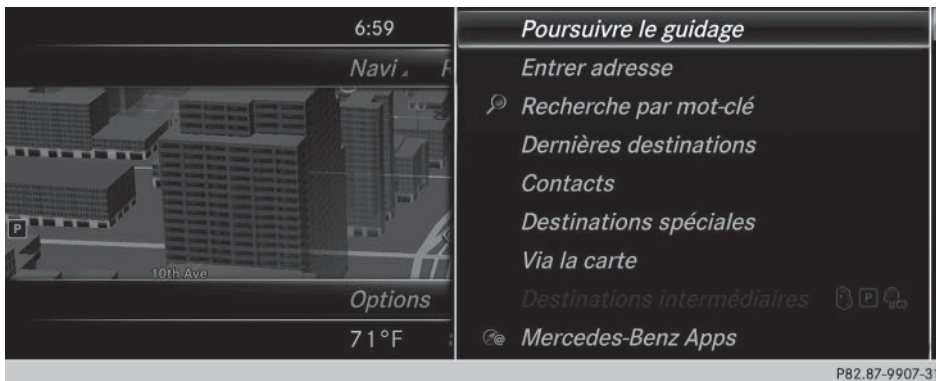 6:59
Navi
P
10th Ave
Options
71°F
Poursuivre le guidage
Entrer adresse
Recherche par mot-clé
Dernières destinations
Contacts
Destinations spéciales
Via la carte
Destinations intermédiaires P
Mercedes-Benz Apps
P82.87-9907-31